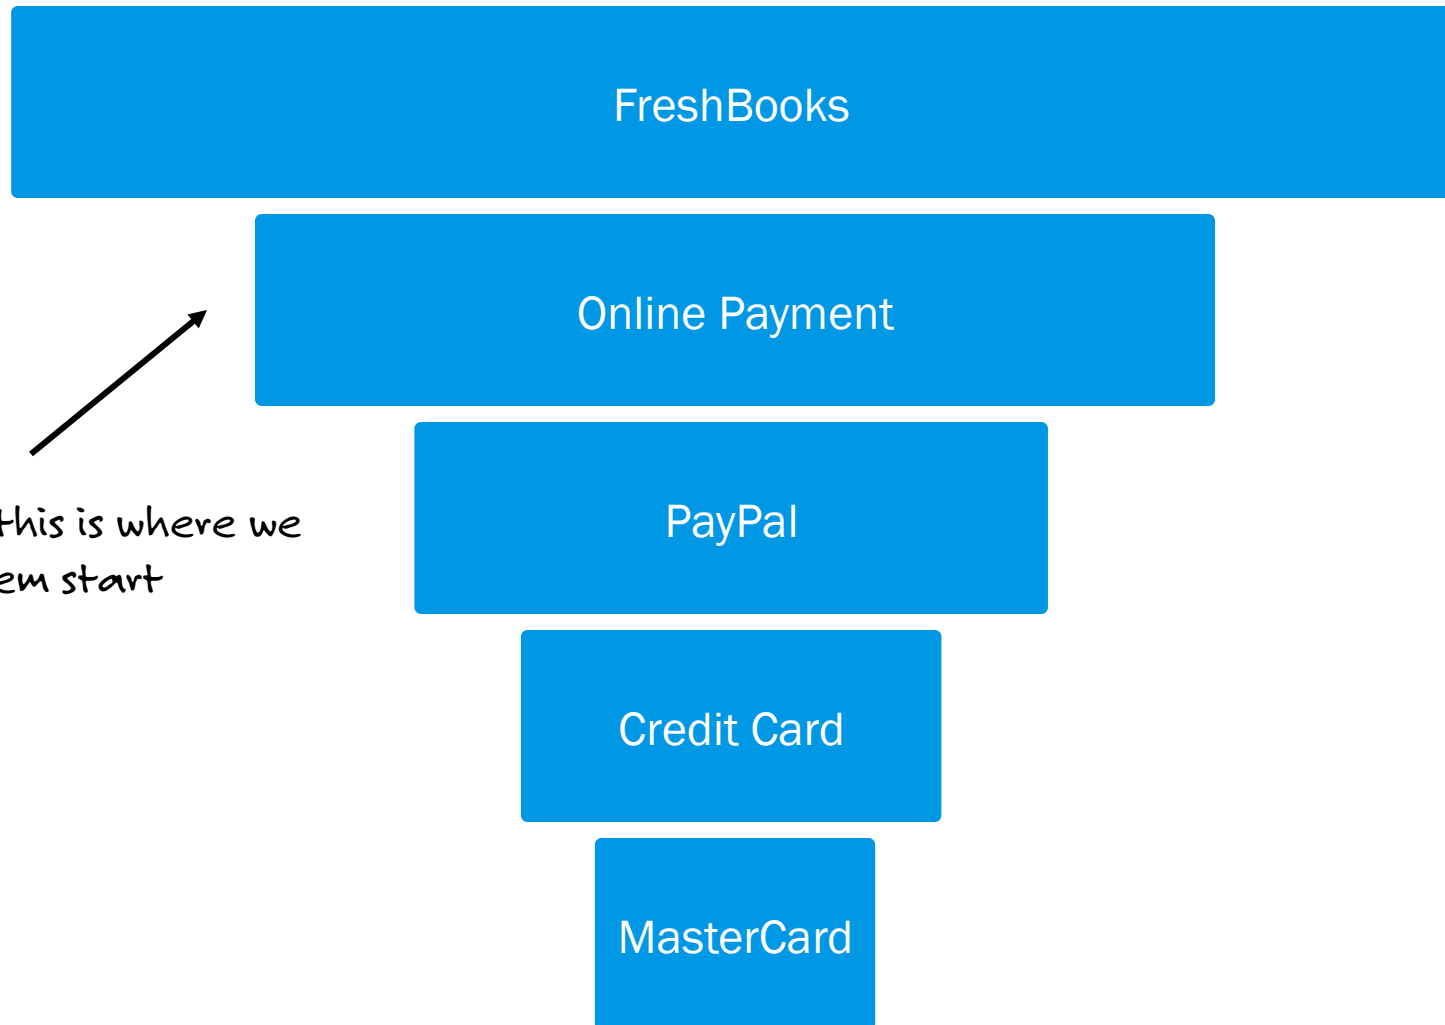 FreshBooks
Online Payment
this is where we
em start
PayPal
Credit Card
MasterCard